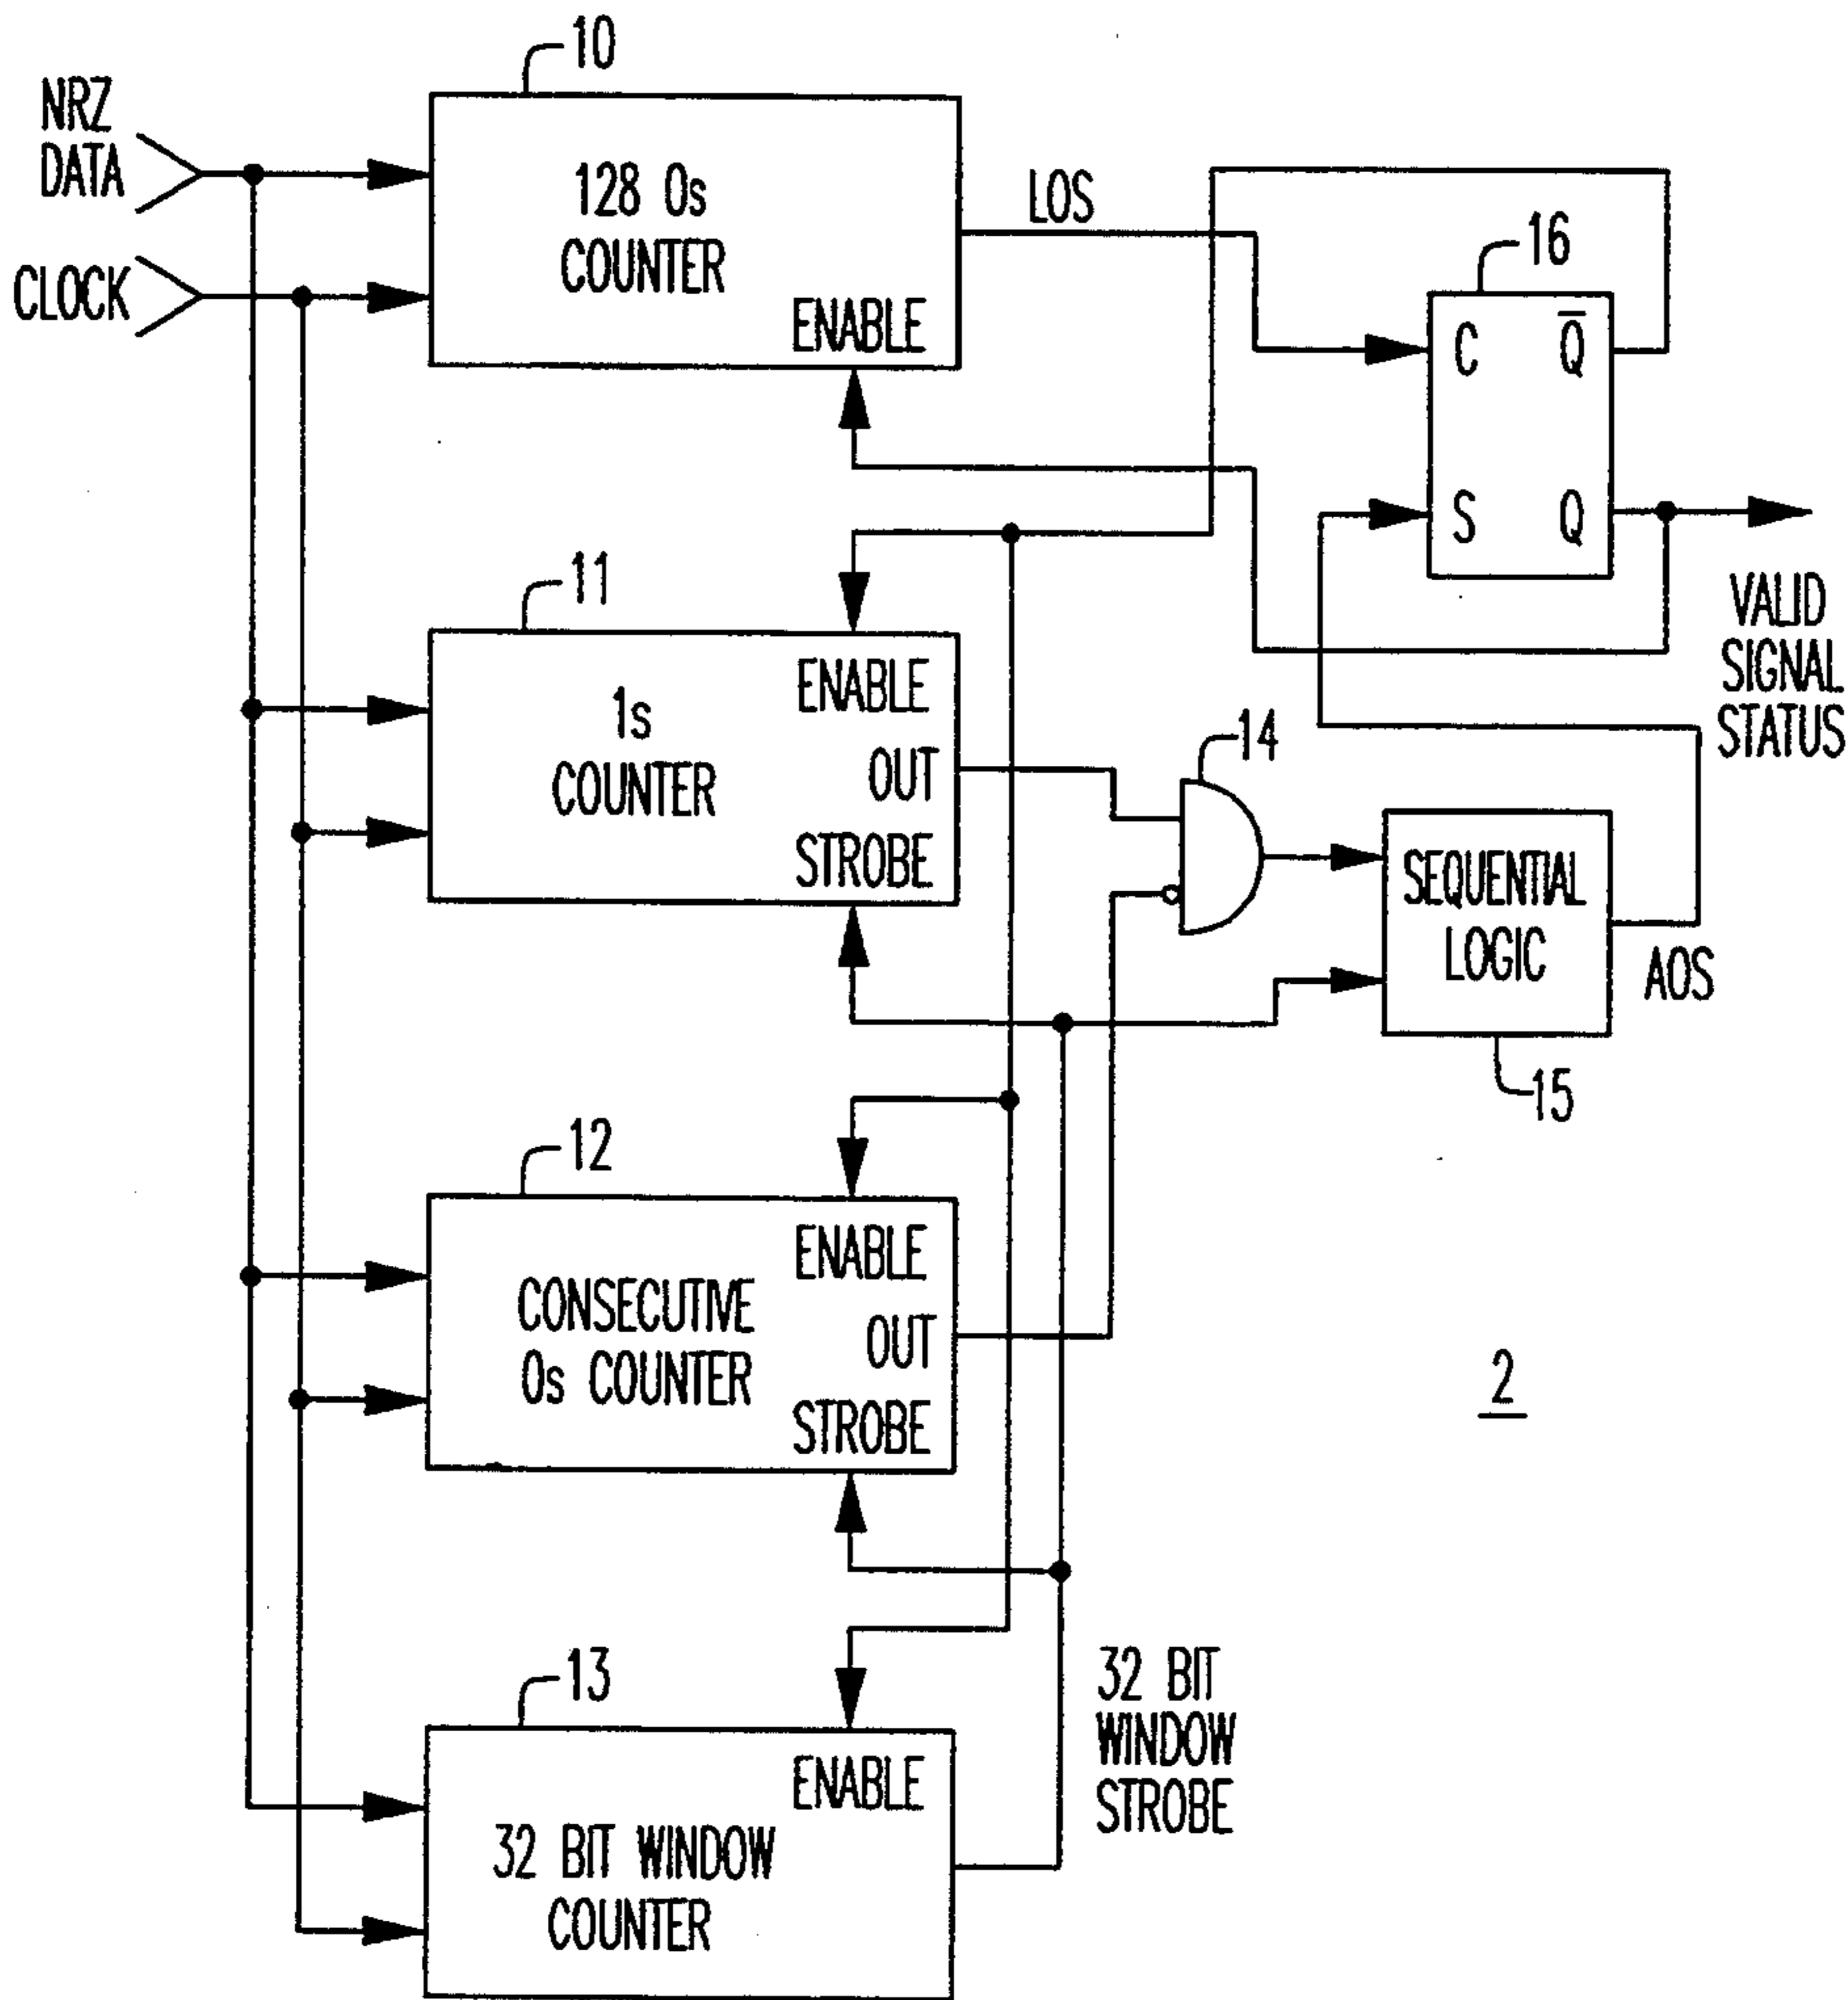 10
NRZ
DATA
CLOCK
128 0s
COUNTER
ENABLE
LOS
16
C
Q̅
S
Q
VALID
SIGNAL
STATUS
11
1s
COUNTER
ENABLE
OUT
STROBE
14
SEQUENTIAL
LOGIC
AOS
15
12
CONSECUTIVE
0s COUNTER
ENABLE
OUT
STROBE
2
13
ENABLE
32 BIT WINDOW
COUNTER
32 BIT
WINDOW
STROBE